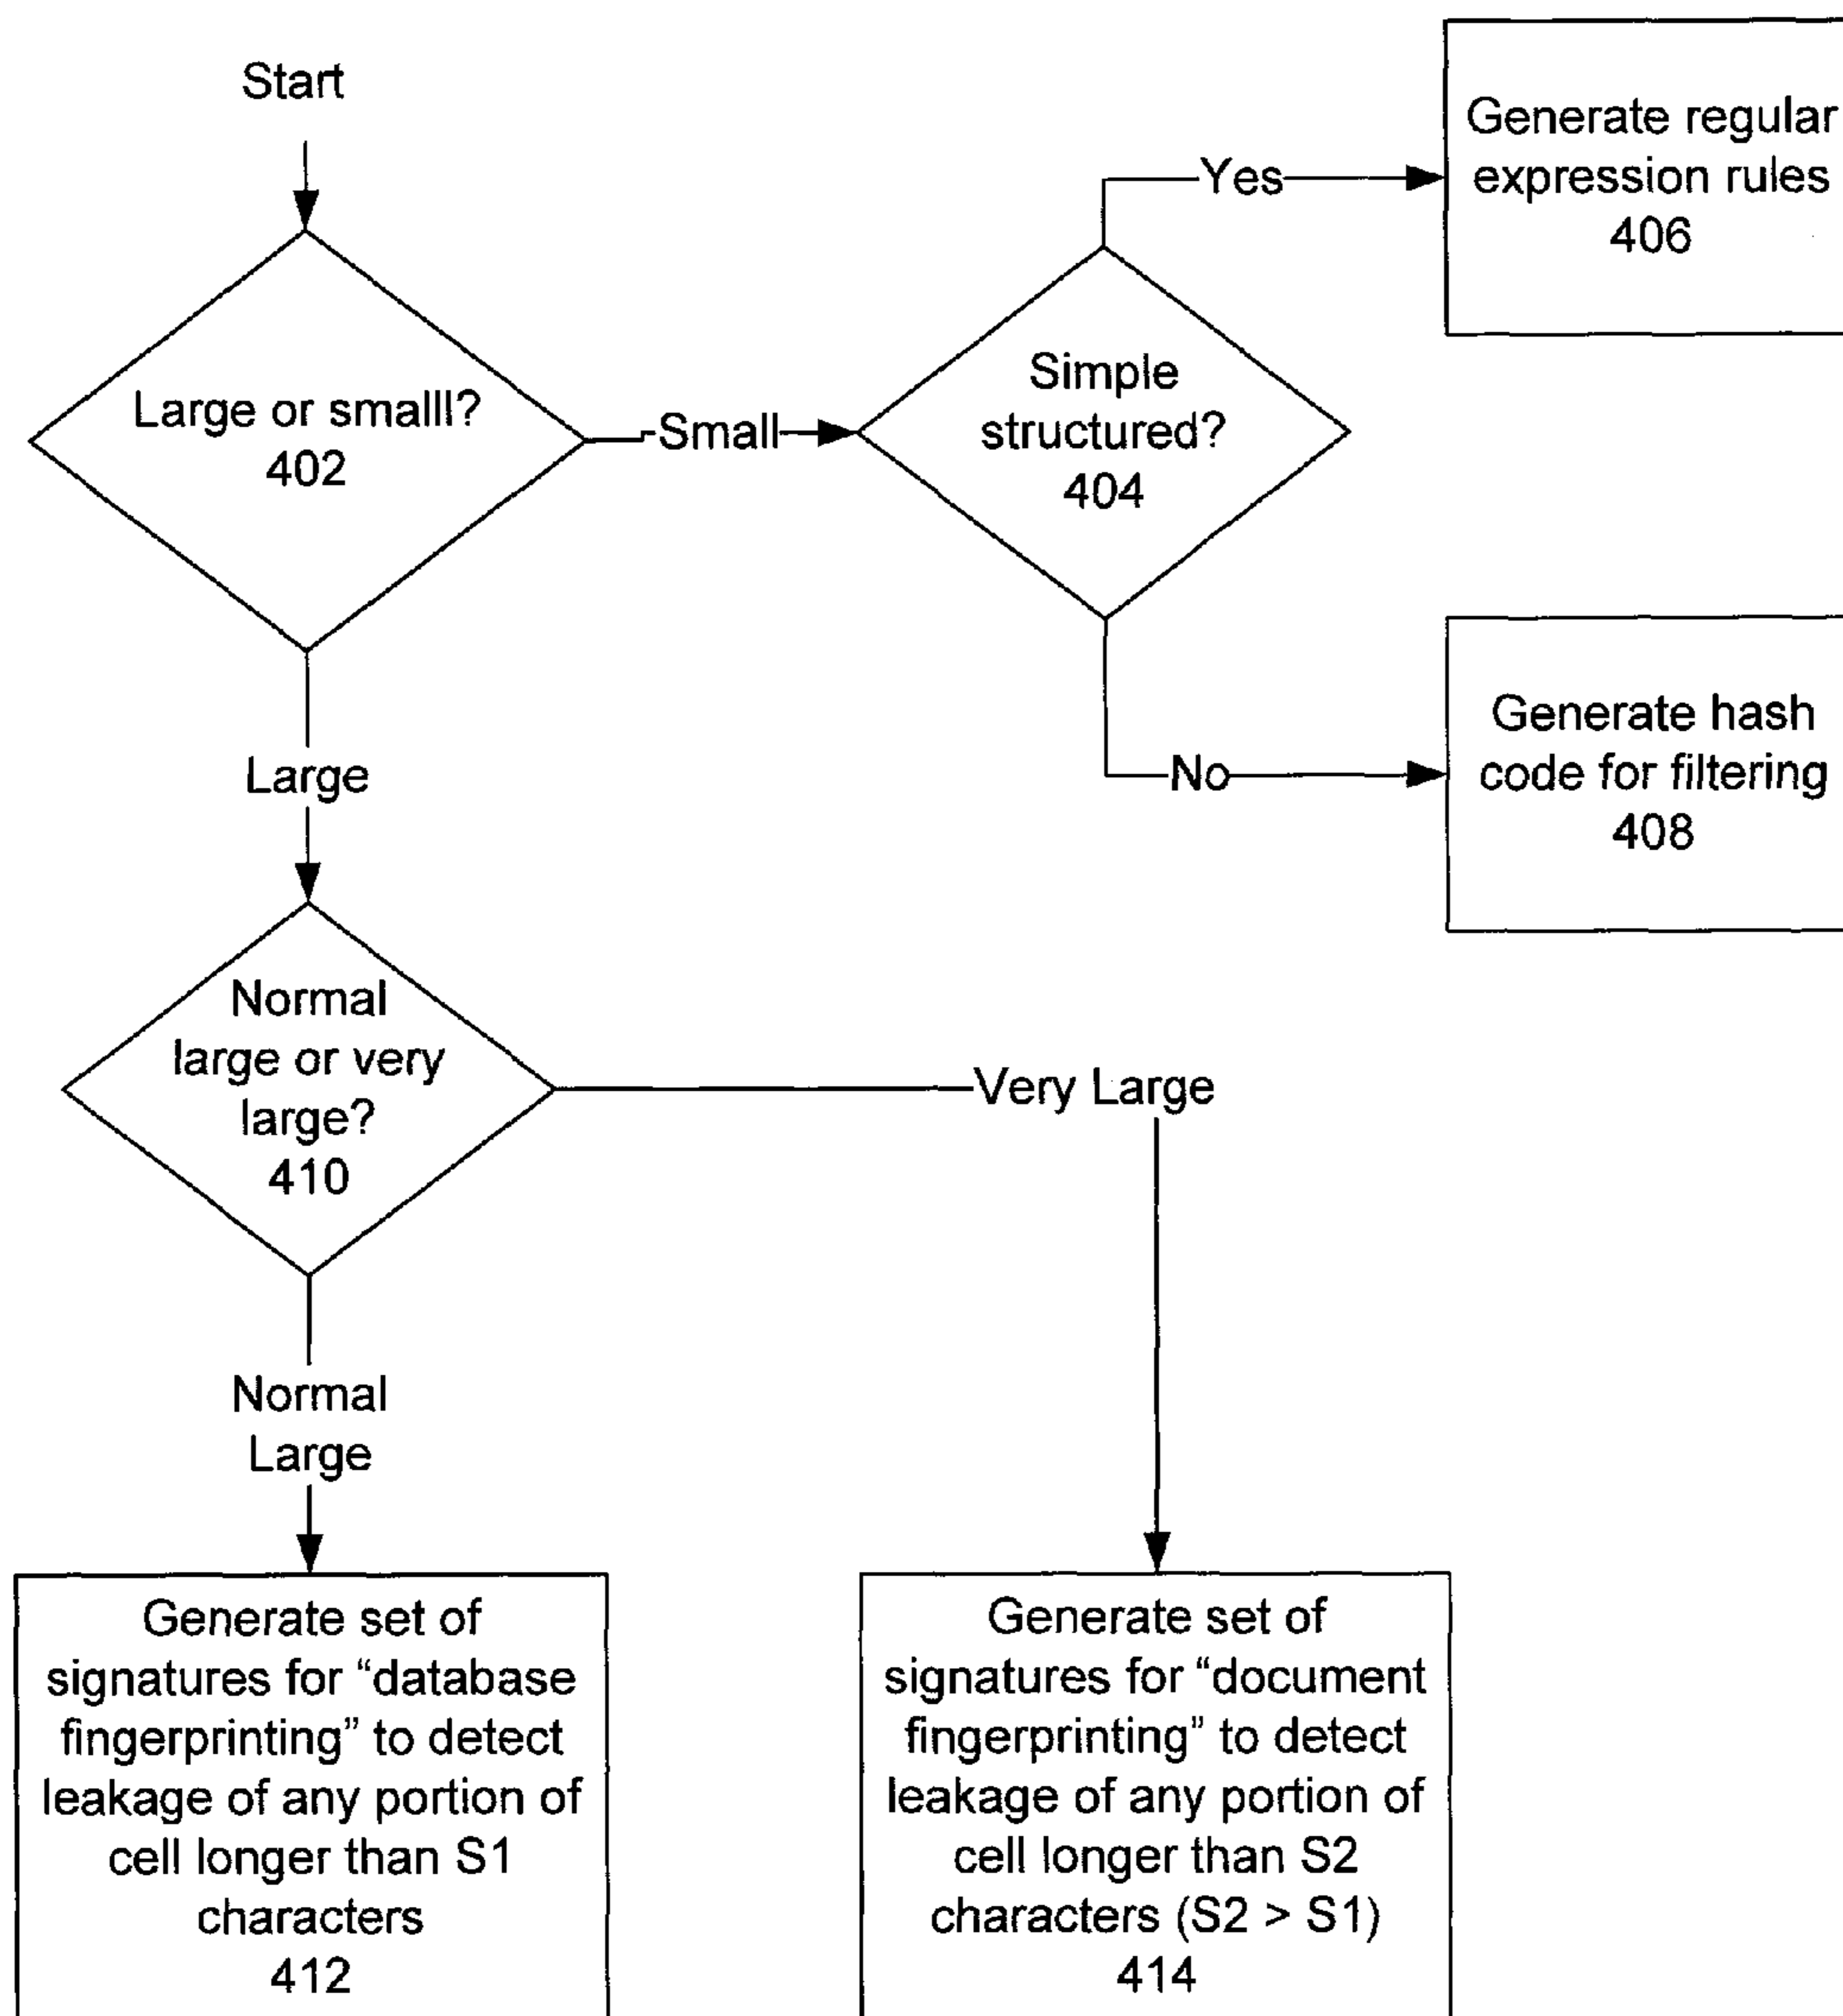 Start
Large or smalll?
402
Small
Simple
structured?
404
Yes
Generate regular
expression rules
406
No
Generate hash
code for filtering
408
Large
Normal
large or very
large?
410
Very Large
Normal
Large
Generate set of
signatures for “database
fingerprinting” to detect
leakage of any portion of
cell longer than S1
characters
412
Generate set of
signatures for “document
fingerprinting” to detect
leakage of any portion of
cell longer than S2
characters (S2 > S1)
414